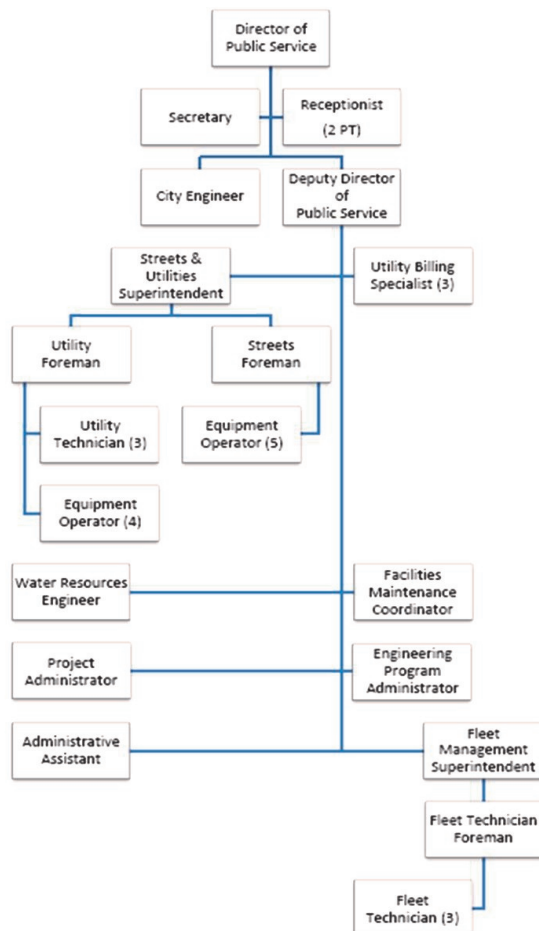 Director of
Public Service
Secretary
Receptionist
(2 PT)
City Engineer
Deputy Director
of
Public Service
Streets &
Utilities
Superintendent
Utility Billing
Specialist (3)
Utility
Foreman
Streets
Foreman
Utility
Technician (3)
Equipment
Operator (5)
Equipment
Operator (4)
Water Resources
Engineer
Facilities
Maintenance
Coordinator
Project
Administrator
Engineering
Program
Administrator
Administrative
Assistant
Fleet
Management
Superintendent
Fleet Technician
Foreman
Fleet
Technician (3)